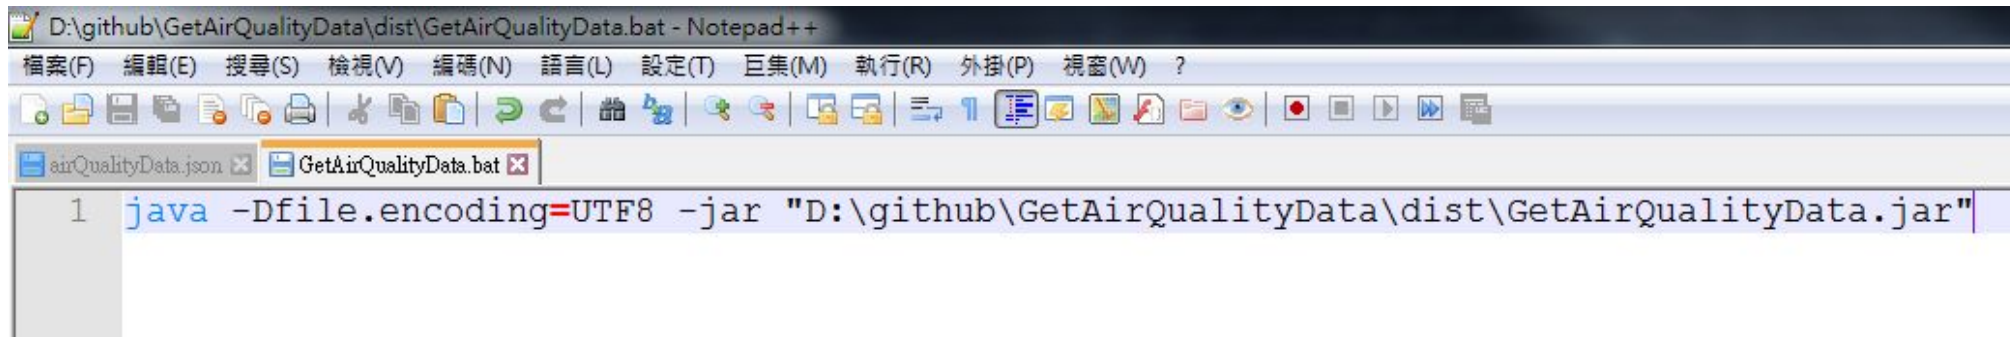 D:\github\GetAirQualityData\dist\GetAirQualityData.bat - Notepad++
檔案(F) 編輯(E) 搜尋(S) 檢視(V) 編碼(N) 語言(L) 設定(T) 巨集(M) 執行(R) 外掛(P) 視窗(W) ?
airQualityData.json GetAirQualityData.bat
1 java -Dfile.encoding=UTF8 -jar "D:\github\GetAirQualityData\dist\GetAirQualityData.jar"